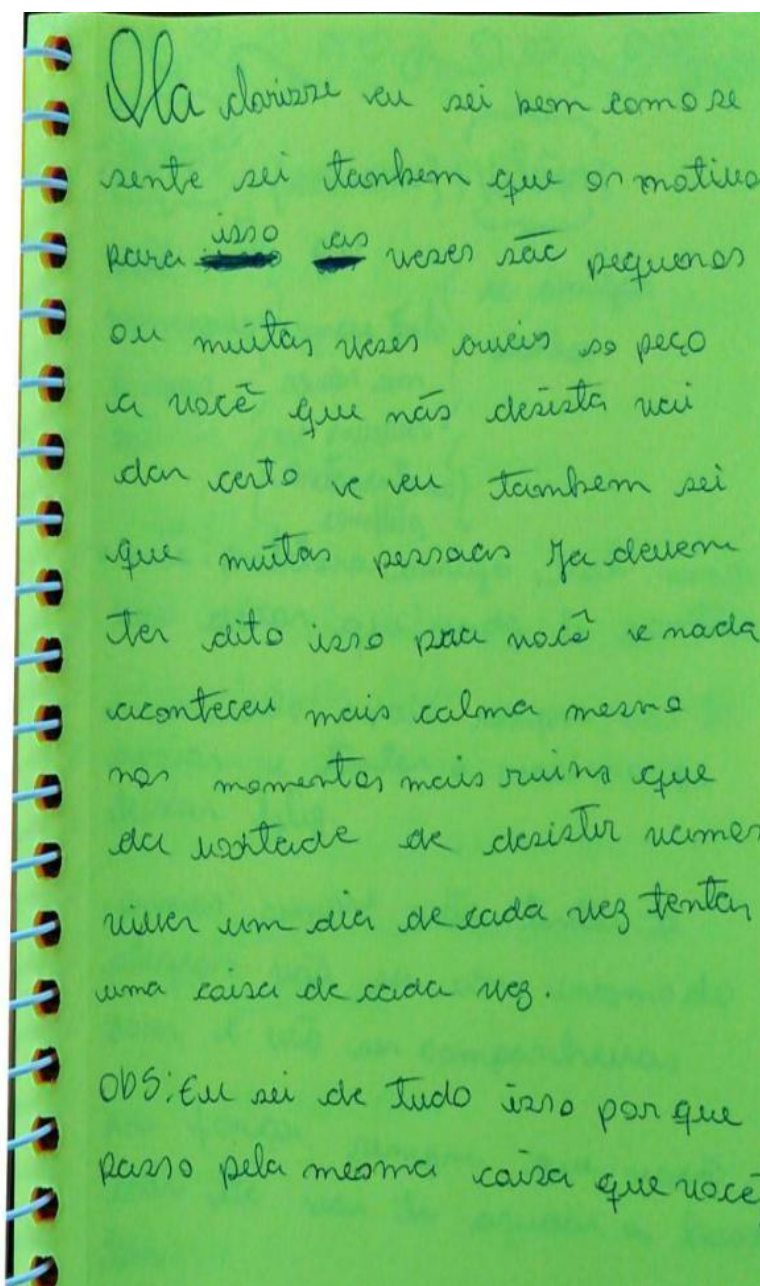 Ola clarisse eu sei bem como se
sente sei tanbem que os motivos
para isso as vezes são pequenos
ou muitas vezes so peço
a você que não desista vai
dar certo e eu tambem sei
que muitas pessoas ja devem
ter dito isso paa você e nada
aconteceu mais calma mesmo
nos momentos mais ruins que
da vontade de desistir vamos
viver um dia de cada vez tentar
uma coisa de cada vez.
OBS: Eu sei de tudo isso por que
passo pela mesma coisa que você